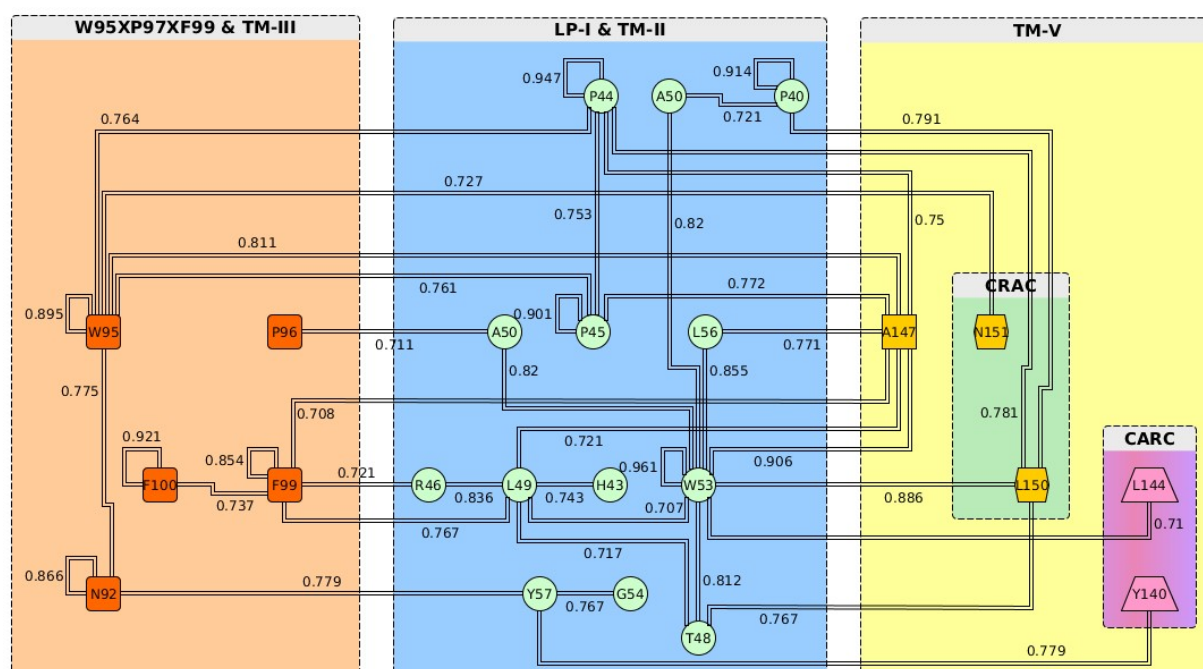 W95XP97XF99 & TM-III
LP-I & TM-II
TM-V
0.947
P44
A50
0.914
P40
0.764
0.721
0.791
0.727
0.753
0.82
0.75
0.811
0.761
0.772
CRAC
0.895
W95
P96
0.711
A50
0.901
P45
L56
0.771
A147
N151
0.775
0.82
0.855
0.708
0.781
0.921
0.854
0.721
0.961
0.906
CARC
F100
0.737
F99
0.721
R46
0.836
L49
0.743
H43
W53
0.886
L150
L144
0.767
0.707
0.71
0.717
0.866
N92
0.779
Y57
0.767
G54
0.812
Y140
T48
0.767
0.779